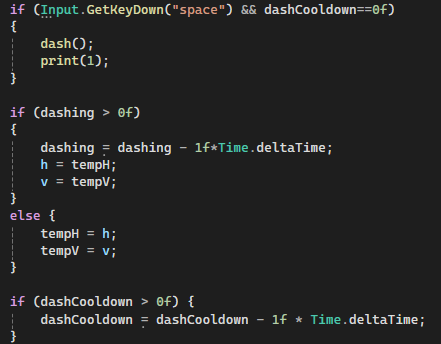 if (Input.GetKeyDown("space") && dashCooldown==0f)
{
dash();
print(1);
}
if (dashing > 0f)
{
dashing = dashing - 1f*Time.deltaTime;
h = tempH;
v = tempV;
}
else {
tempH = h;
tempV = v;
}
if (dashCooldown > 0f) {
dashCooldown = dashCooldown - 1f * Time.deltaTime;
}